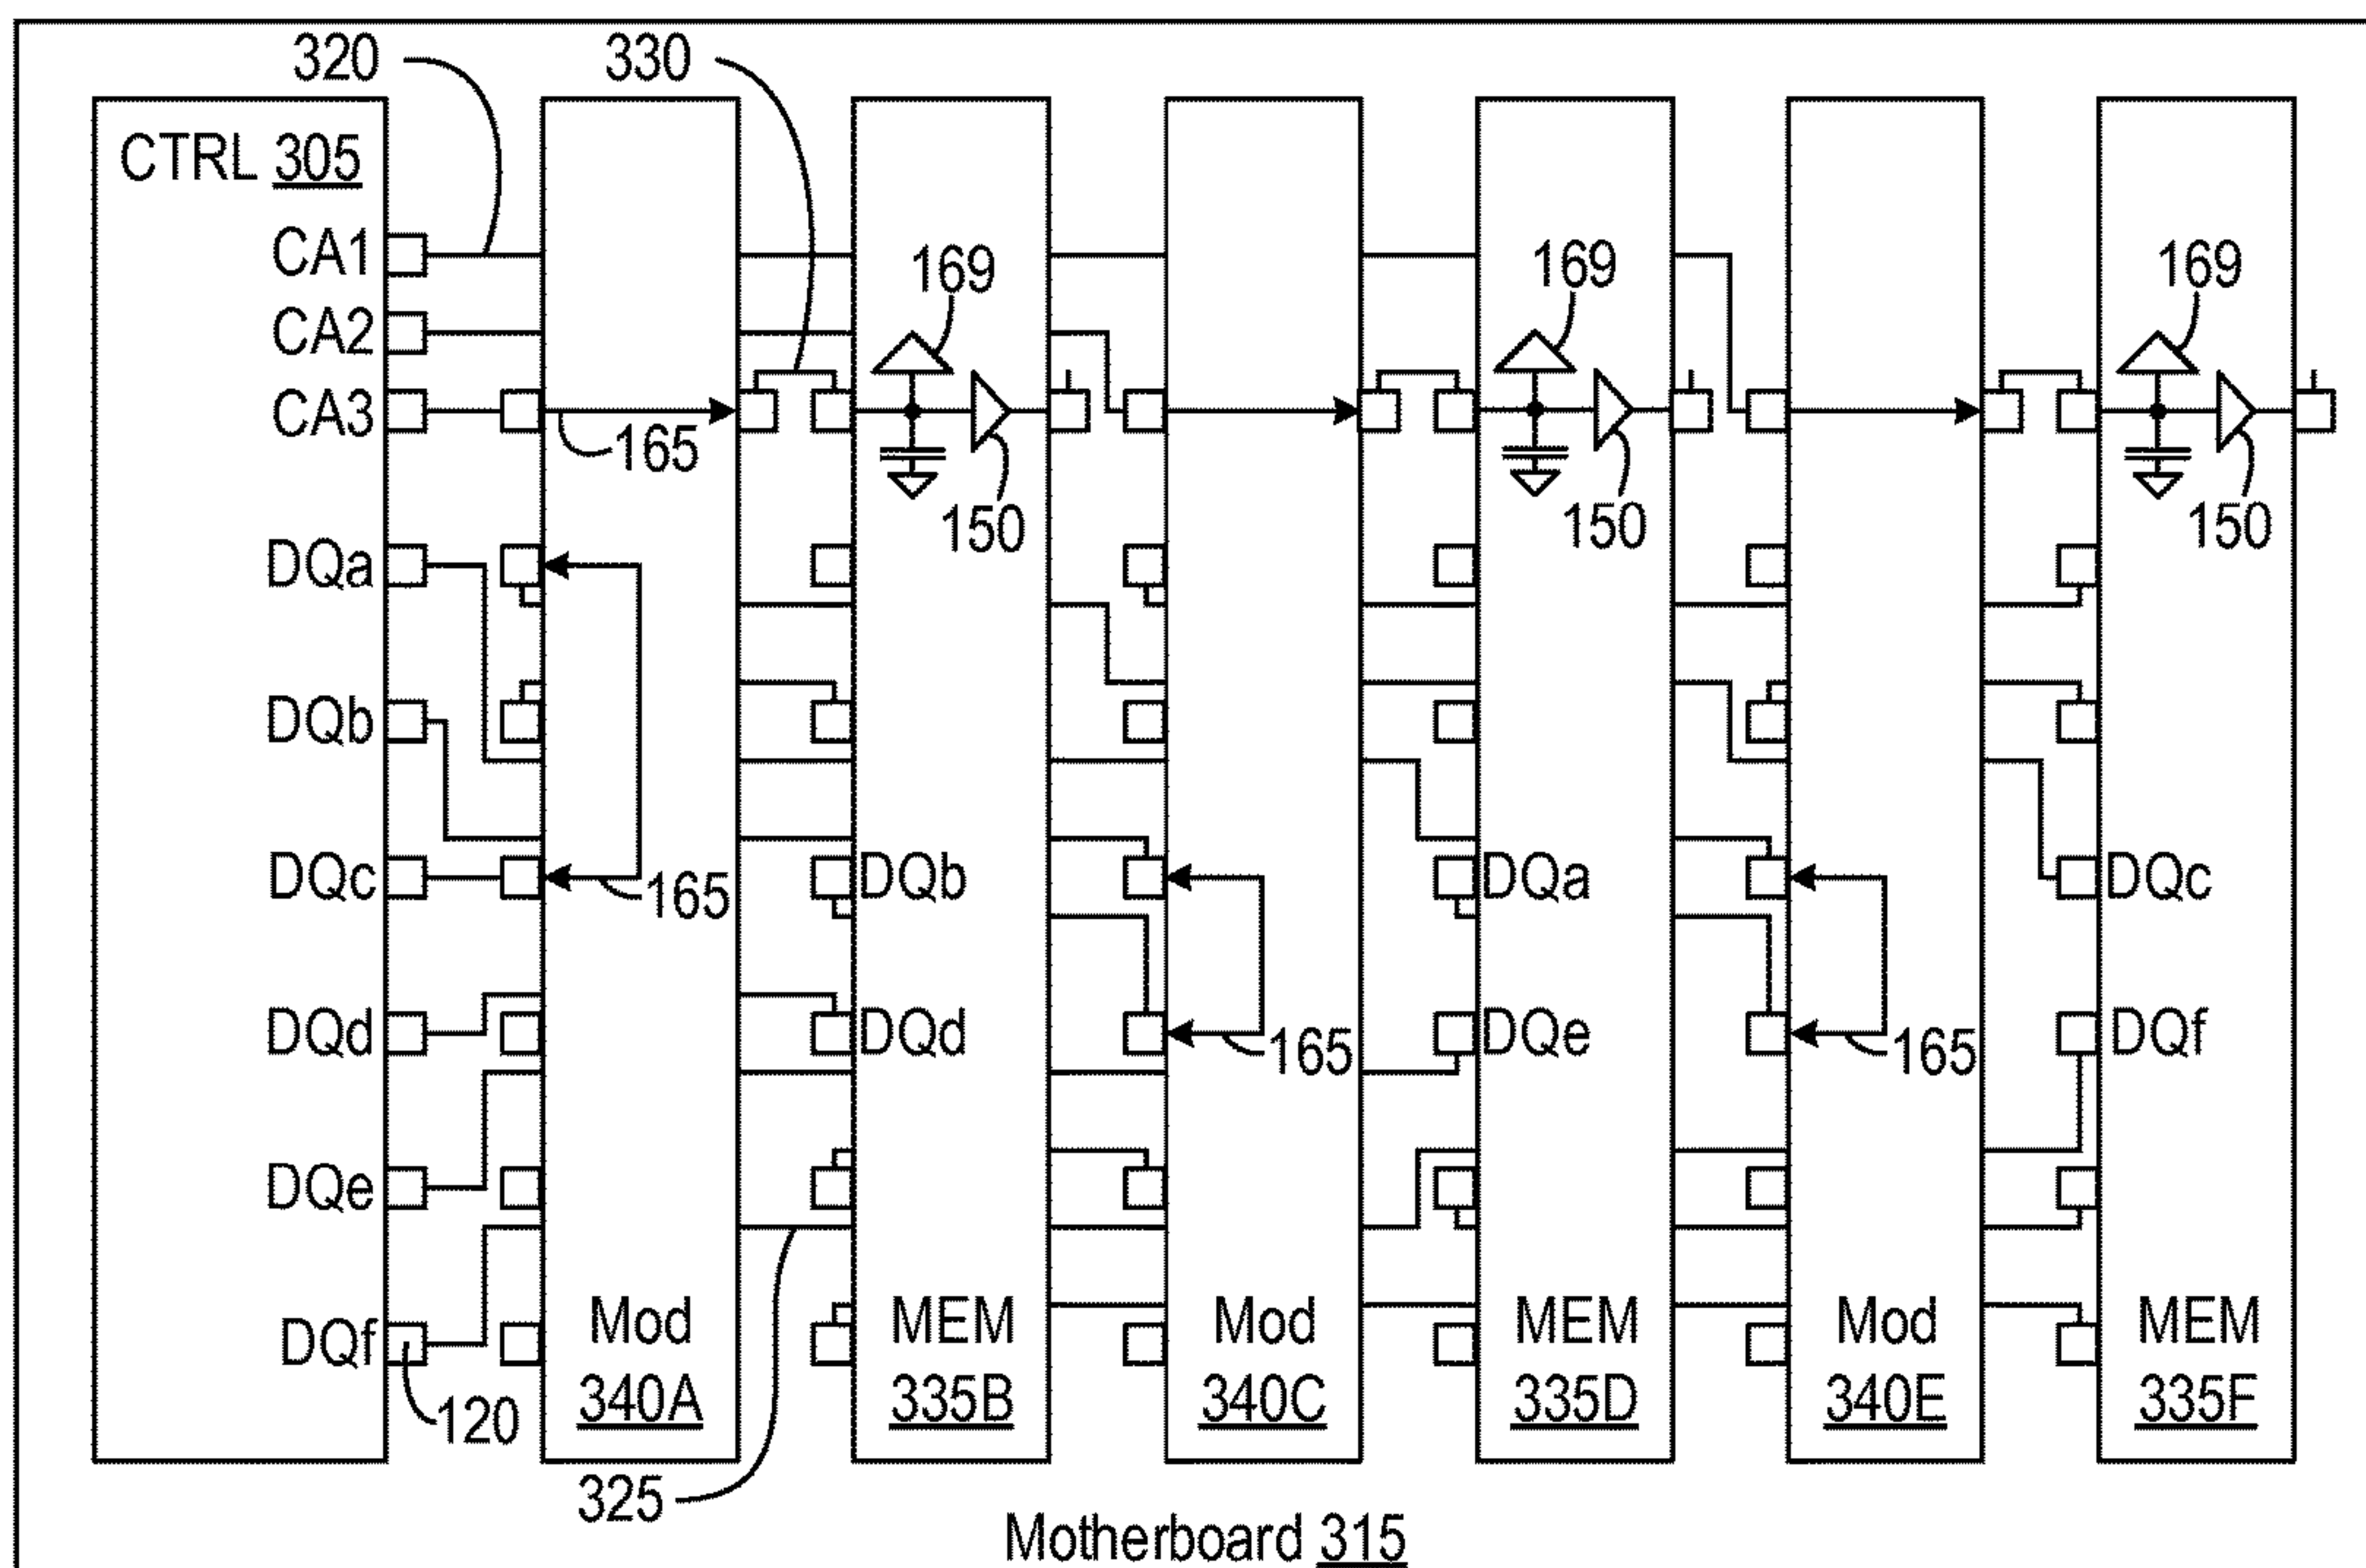 320 330
CTRL 305
CA1
169 169 169
CA2
CA3
165
150 150 150
DQa
DQb
DQc 165 DQb DQa DQc
DQd DQd 165 DQe 165 DQf
DQe
DQf
120
Mod 340A
MEM 335B
Mod 340C
MEM 335D
Mod 340E
MEM 335F
325
Motherboard 315